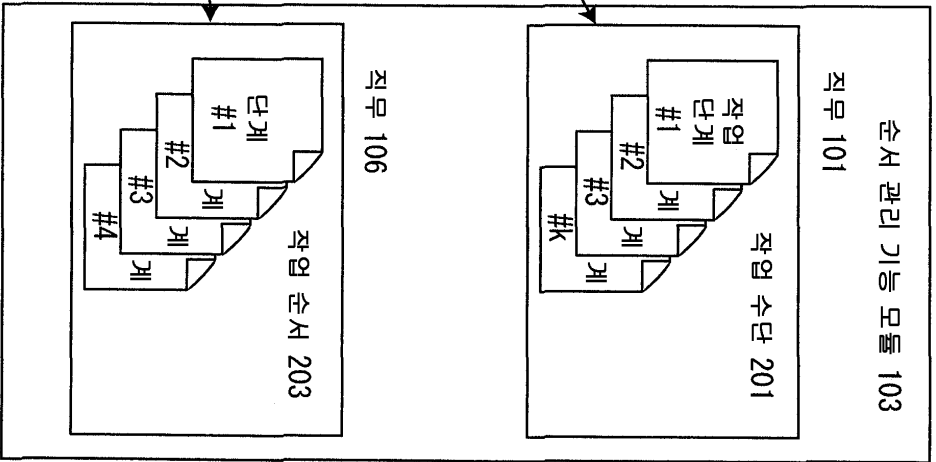 순서 관리 기능 모듈 103
직무 101
작업 수단 201
작업
단계
#1
#2
계
#3
계
#k
계
직무 106
작업 순서 203
단계
#1
#2
계
#3
계
#4
계